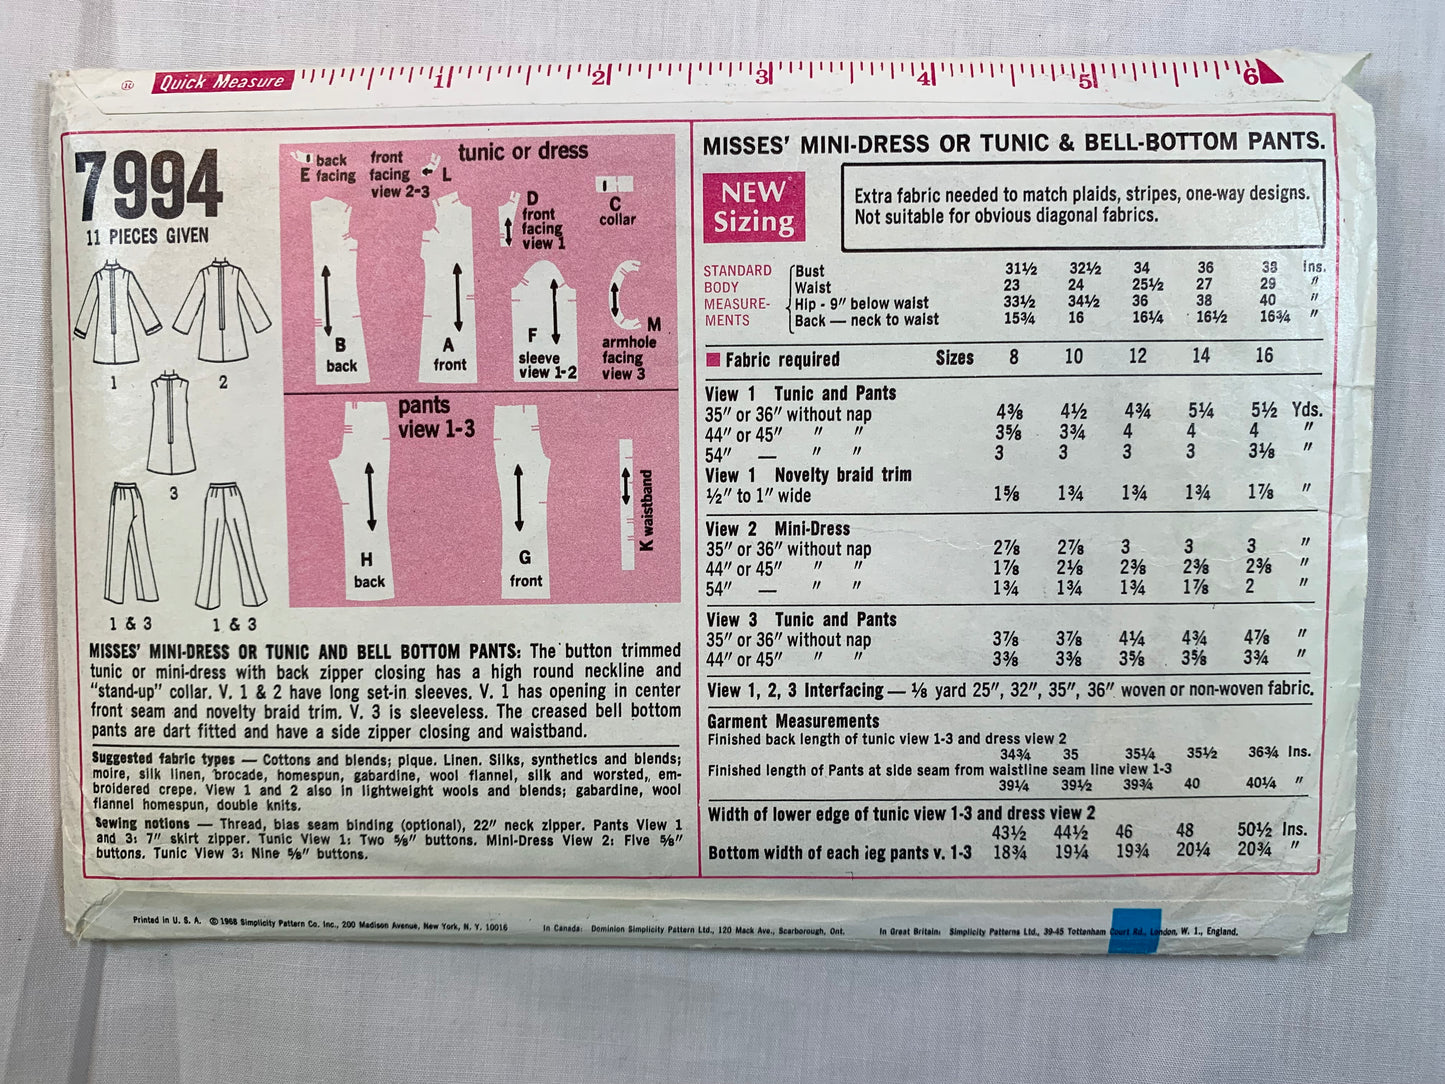 ® Quick Measure 1 2 3 4 5 6
7994
11 PIECES GIVEN
1
2
3
1 & 3
1 & 3
tunic or dress
back
E facing
front
facing L
view 2-3
D
front
facing
view 1
C
collar
B
back
A
front
F
sleeve
view 1-2
M
armhole
facing
view 3
pants
view 1-3
H
back
G
front
K waistband
MISSES' MINI-DRESS OR TUNIC AND BELL BOTTOM PANTS: The button trimmed
tunic or mini-dress with back zipper closing has a high round neckline and
"stand-up" collar. V. 1 & 2 have long set-in sleeves. V. 1 has opening in center
front seam and novelty braid trim. V. 3 is sleeveless. The creased bell bottom
pants are dart fitted and have a side zipper closing and waistband.
Suggested fabric types — Cottons and blends; pique. Linen. Silks, synthetics and blends;
moire, silk linen, brocade, homespun, gabardine, wool flannel, silk and worsted, em-
broidered crepe. View 1 and 2 also in lightweight wools and blends; gabardine, wool
flannel homespun, double knits.
Sewing notions — Thread, bias seam binding (optional), 22" neck zipper. Pants View 1
and 3: 7" skirt zipper. Tunic View 1: Two ⅝" buttons. Mini-Dress View 2: Five ⅝"
buttons. Tunic View 3: Nine ⅝" buttons.
MISSES' MINI-DRESS OR TUNIC & BELL-BOTTOM PANTS.
NEW
Sizing
Extra fabric needed to match plaids, stripes, one-way designs.
Not suitable for obvious diagonal fabrics.
STANDARD
BODY
MEASURE-
MENTS
Bust 31½ 32½ 34 36 38 Ins.
Waist 23 24 25½ 27 29 "
Hip - 9" below waist 33½ 34½ 36 38 40 "
Back — neck to waist 15¾ 16 16¼ 16½ 16¾ "
Fabric required Sizes 8 10 12 14 16
View 1 Tunic and Pants
35" or 36" without nap 4⅜ 4½ 4¾ 5¼ 5½ Yds.
44" or 45" " " 3⅝ 3¾ 4 4 4 "
54" — " " 3 3 3 3 3⅛ "
View 1 Novelty braid trim
½" to 1" wide 1⅝ 1¾ 1¾ 1¾ 1⅞ "
View 2 Mini-Dress
35" or 36" without nap 2⅞ 2⅞ 3 3 3 "
44" or 45" " " 1⅞ 2⅛ 2⅜ 2⅜ 2⅜ "
54" — " " 1¾ 1¾ 1¾ 1⅞ 2 "
View 3 Tunic and Pants
35" or 36" without nap 3⅞ 3⅞ 4¼ 4¾ 4⅞ "
44" or 45" " " 3⅜ 3⅜ 3⅝ 3⅝ 3¾ "
View 1, 2, 3 Interfacing — ⅛ yard 25", 32", 35", 36" woven or non-woven fabric.
Garment Measurements
Finished back length of tunic view 1-3 and dress view 2
34¾ 35 35¼ 35½ 36¾ Ins.
Finished length of Pants at side seam from waistline seam line view 1-3
39¼ 39½ 39¾ 40 40¼ "
Width of lower edge of tunic view 1-3 and dress view 2
43½ 44½ 46 48 50½ Ins.
Bottom width of each leg pants v. 1-3 18¾ 19¼ 19¾ 20¼ 20¾ "
Printed in U. S. A. © 1968 Simplicity Pattern Co. Inc., 200 Madison Avenue, New York, N. Y. 10016 In Canada: Dominion Simplicity Pattern Ltd., 120 Mack Ave., Scarborough, Ont. In Great Britain: Simplicity Patterns Ltd., 39-45 Tottenham Court Rd., London, W. 1., England.